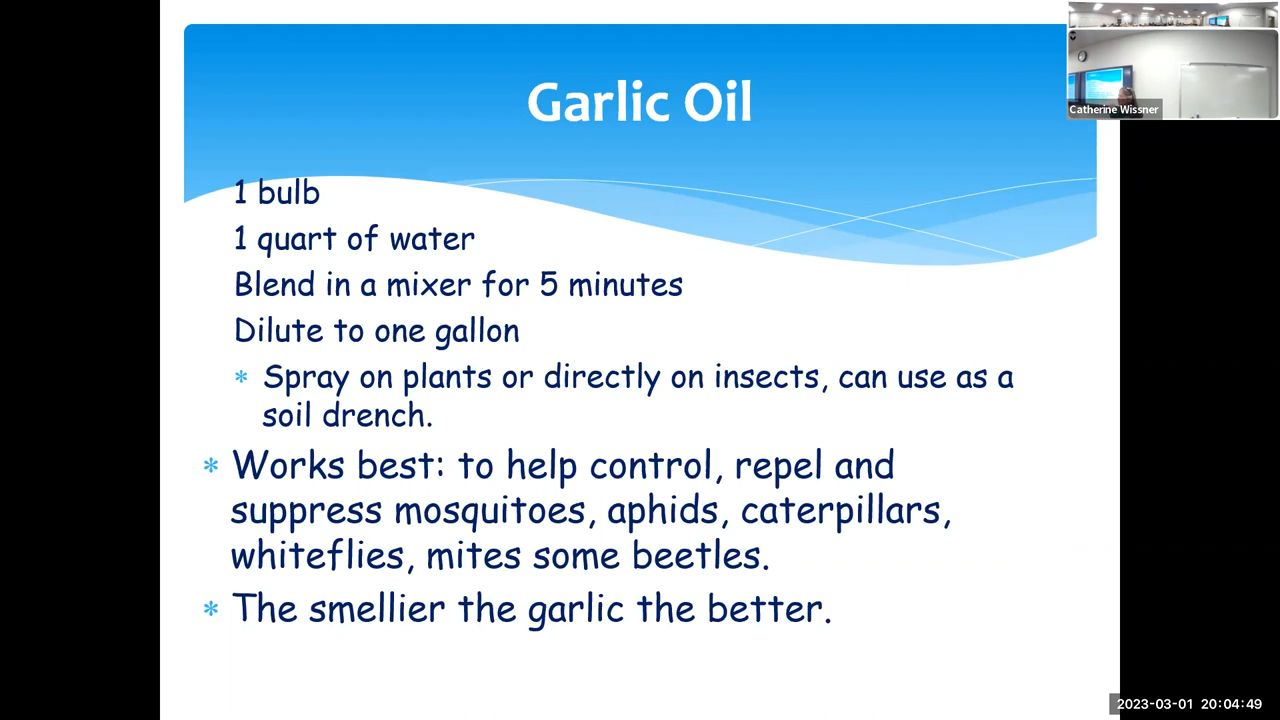 Garlic Oil
Catherine Wissner
1 bulb
1 quart of water
Blend in a mixer for 5 minutes
Dilute to one gallon
* Spray on plants or directly on insects, can use as a
soil drench.
* Works best: to help control, repel and
suppress mosquitoes, aphids, caterpillars,
whiteflies, mites some beetles.
* The smellier the garlic the better.
2023-03-01 20:04:49